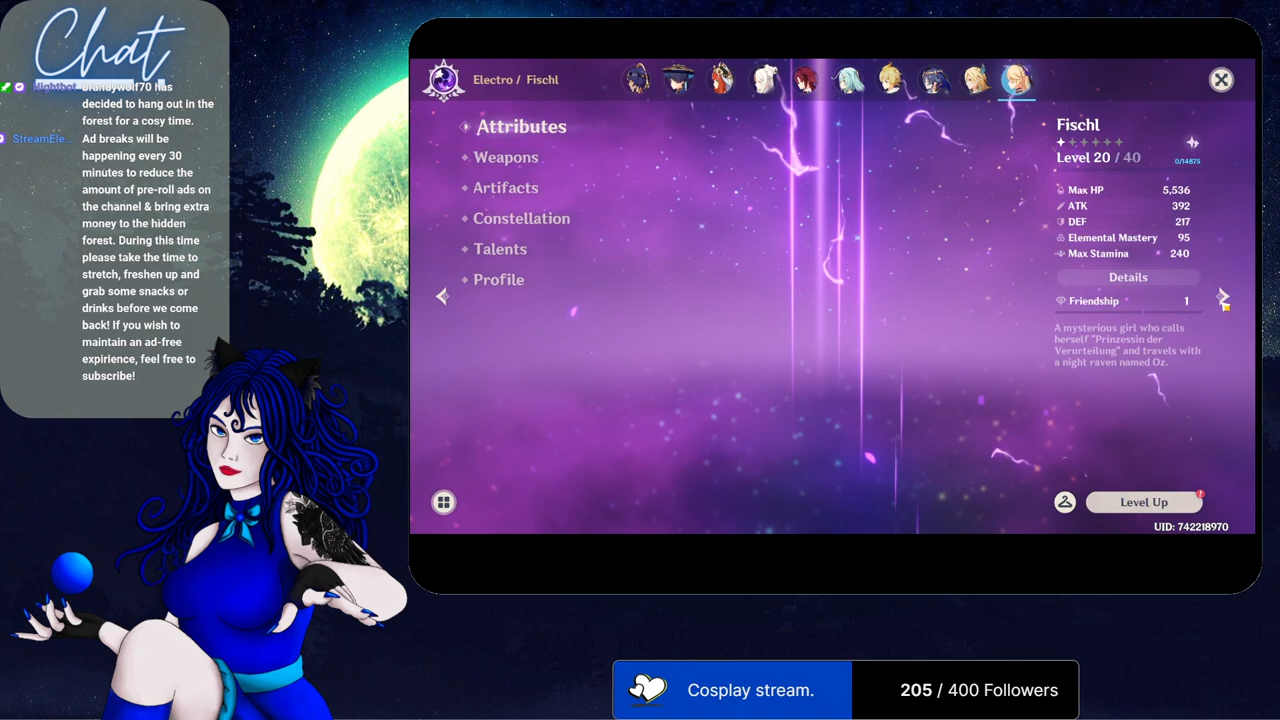 Chat
Nightbot brandywolf70 has
decided to hang out in the
forest for a cosy time.
StreamEle... Ad breaks will be
happening every 30
minutes to reduce the
amount of pre-roll ads on
the channel & bring extra
money to the hidden
forest. During this time
please take the time to
stretch, freshen up and
grab some snacks or
drinks before we come
back! If you wish to
maintain an ad-free
expirience, feel free to
subscribe!
Electro / Fischl
Attributes
Weapons
Artifacts
Constellation
Talents
Profile
Fischl
Level 20 / 40
0/14875
Max HP 5,536
ATK 392
DEF 217
Elemental Mastery 95
Max Stamina 240
Details
Friendship 1
A mysterious girl who calls
herself "Prinzessin der
Verurteilung" and travels with
a night raven named Oz.
Level Up
UID: 742218970
Cosplay stream.
205 / 400 Followers